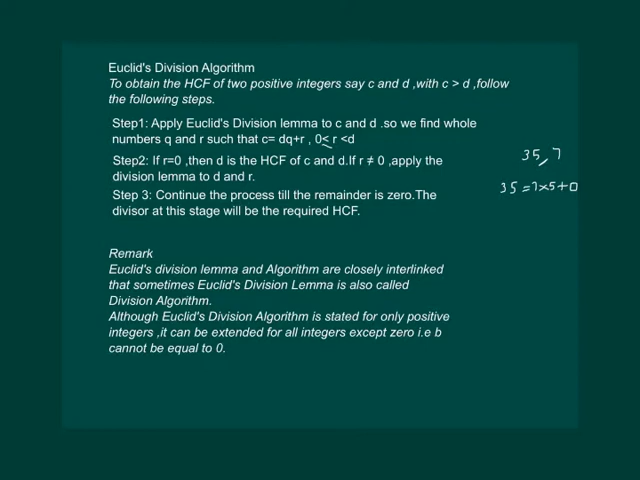 Euclid's Division Algorithm
To obtain the HCF of two positive integers say c and d ,with c > d ,follow
the following steps.
Step1: Apply Euclid's Division lemma to c and d .so we find whole
numbers q and r such that c= dq+r , 0≤ r <d
Step2: If r=0 ,then d is the HCF of c and d.If r ≠ 0 ,apply the
division lemma to d and r.
Step 3: Continue the process till the remainder is zero.The
divisor at this stage will be the required HCF.
35, 7
35 = 7×5+0
Remark
Euclid's division lemma and Algorithm are closely interlinked
that sometimes Euclid's Division Lemma is also called
Division Algorithm.
Although Euclid's Division Algorithm is stated for only positive
integers ,it can be extended for all integers except zero i.e b
cannot be equal to 0.